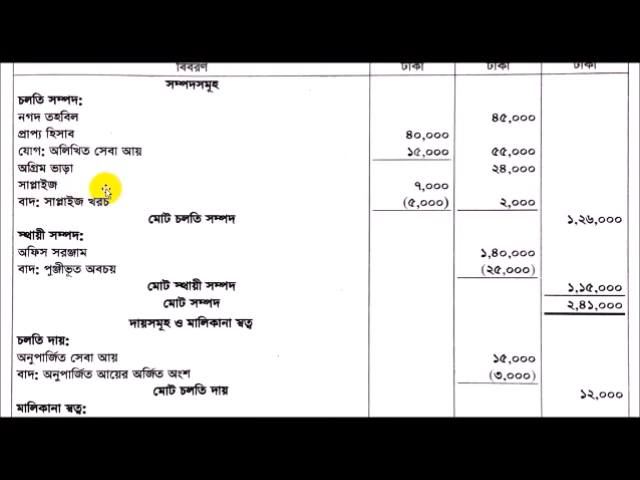 বিবরণ টাকা টাকা টাকা
সম্পদসমূহ
চলতি সম্পদ:
নগদ তহবিল ৪৫,০০০
প্রাপ্য হিসাব ৪০,০০০
যোগ: অলিখিত সেবা আয় ১৫,০০০ ৫৫,০০০
অগ্রিম ভাড়া ২৪,০০০
সাপ্লাইজ ৭,০০০
বাদ: সাপ্লাইজ খরচ (৫,০০০) ২,০০০
মোট চলতি সম্পদ ১,২৬,০০০
স্থায়ী সম্পদ:
অফিস সরঞ্জাম ১,৪০,০০০
বাদ: পুঞ্জীভূত অবচয় (২৫,০০০)
মোট স্থায়ী সম্পদ ১,১৫,০০০
মোট সম্পদ ২,৪১,০০০
দায়সমূহ ও মালিকানা স্বত্ব
চলতি দায়:
অনুপার্জিত সেবা আয় ১৫,০০০
বাদ: অনুপার্জিত আয়ের অর্জিত অংশ (৩,০০০)
মোট চলতি দায় ১২,০০০
মালিকানা স্বত্ব: